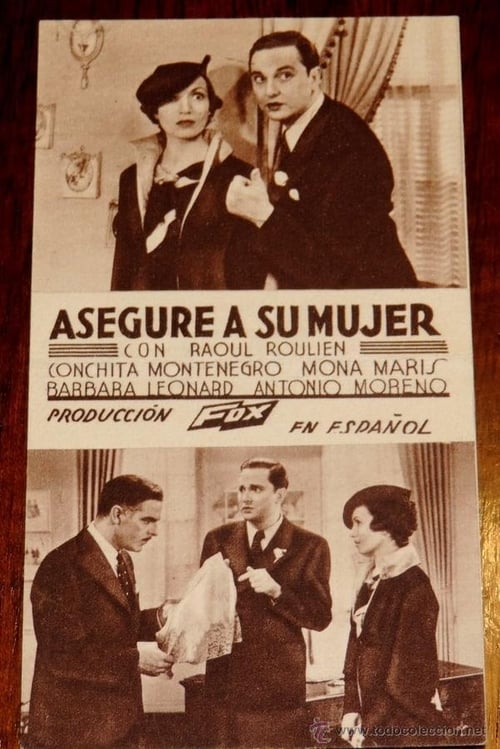 ASEGURE A SU MUJER
CON RAOUL ROULIEN
CONCHITA MONTENEGRO MONA MARIS
BARBARA LEONARD ANTONIO MORENO
PRODUCCIÓN FOX EN ESPAÑOL
www.todocoleccion.net